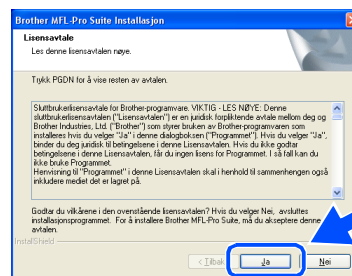 Brother MFL-Pro Suite Installasjon
Lisensavtale
Les denne lisensavtalen nøye.
Trykk PGDN for å vise resten av avtalen.
Sluttbrukerlisensavtale for Brother-programvare. VIKTIG - LES NØYE: Denne
sluttbrukerlisensavtalen ("Lisensavtalen") er en juridisk forpliktende avtale mellom deg og
Brother Industries, Ltd. ("Brother") som styrer bruken av Brother-programvaren som
installeres hvis du velger "Ja" i denne dialogboksen ("Programmet"). Hvis du velger "Ja",
binder du deg juridisk til betingelsene i denne Lisensavtalen. Hvis du ikke godtar
betingelsene i denne Lisensavtalen, får du ingen lisens for Programmet. I så fall kan du
ikke bruke Programmet.
Henvisning til "Programmet" i denne Lisensavtalen skal i henhold til sammenhengen også
inkludere mediet det er lagret på.
Godtar du vilkårene i den ovenstående lisensavtalen? Hvis du velger Nei, avsluttes
installasjonsprogrammet. For å installere Brother MFL-Pro Suite, må du akseptere denne
avtalen.
InstallShield
< Tilbake
Ja
Nei